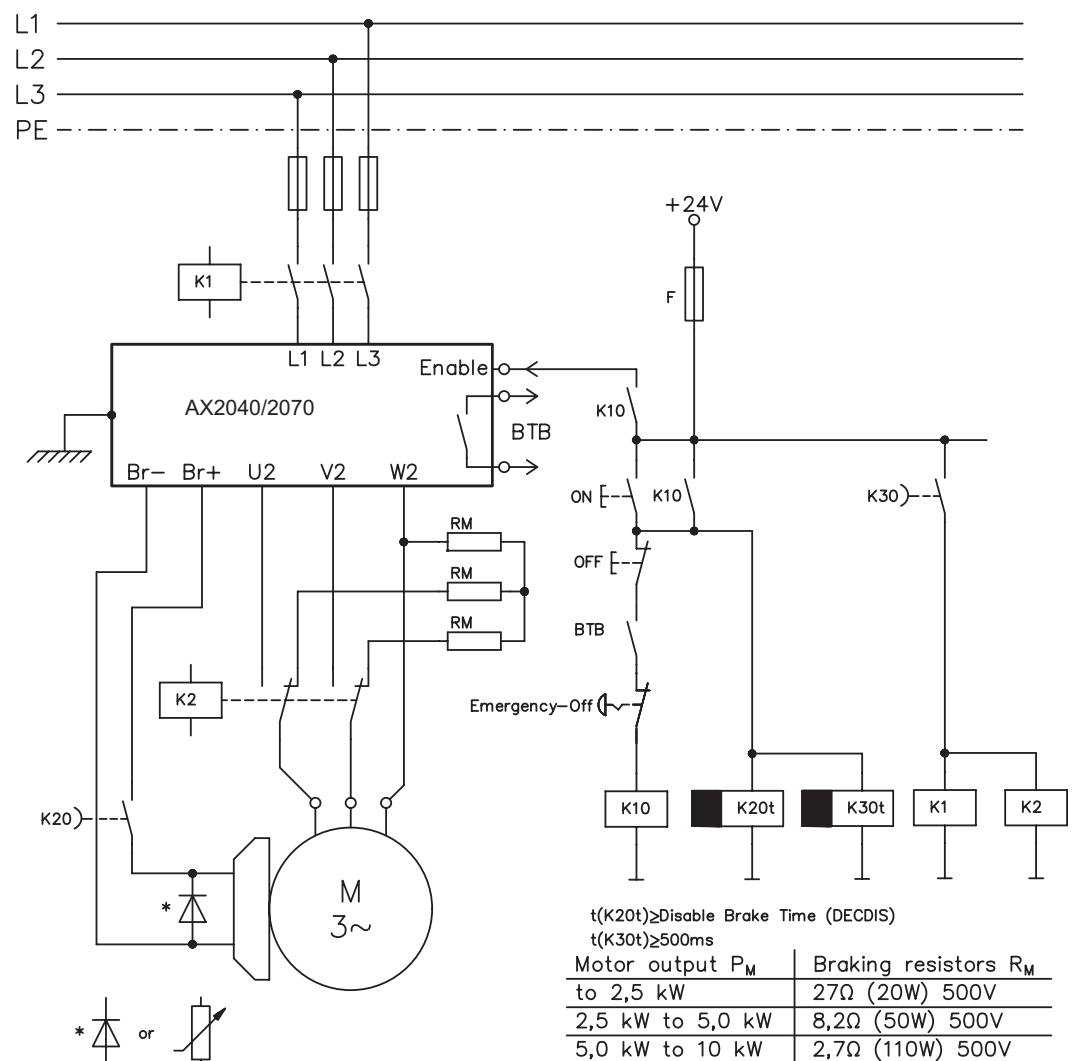 L1
L2
L3
PE
+24V
F
K1
L1 L2 L3
Enable
AX2040/2070
BTB
K10
Br− Br+ U2 V2 W2
ON
K10
K30
RM
OFF
RM
BTB
RM
K2
Emergency−Off
K20
K10
K20t
K30t
K1
K2
M
3~
*
t(K20t)≥Disable Brake Time (DECDIS)
t(K30t)≥500ms
Motor output PM Braking resistors RM
to 2,5 kW 27Ω (20W) 500V
2,5 kW to 5,0 kW 8,2Ω (50W) 500V
5,0 kW to 10 kW 2,7Ω (110W) 500V
* or